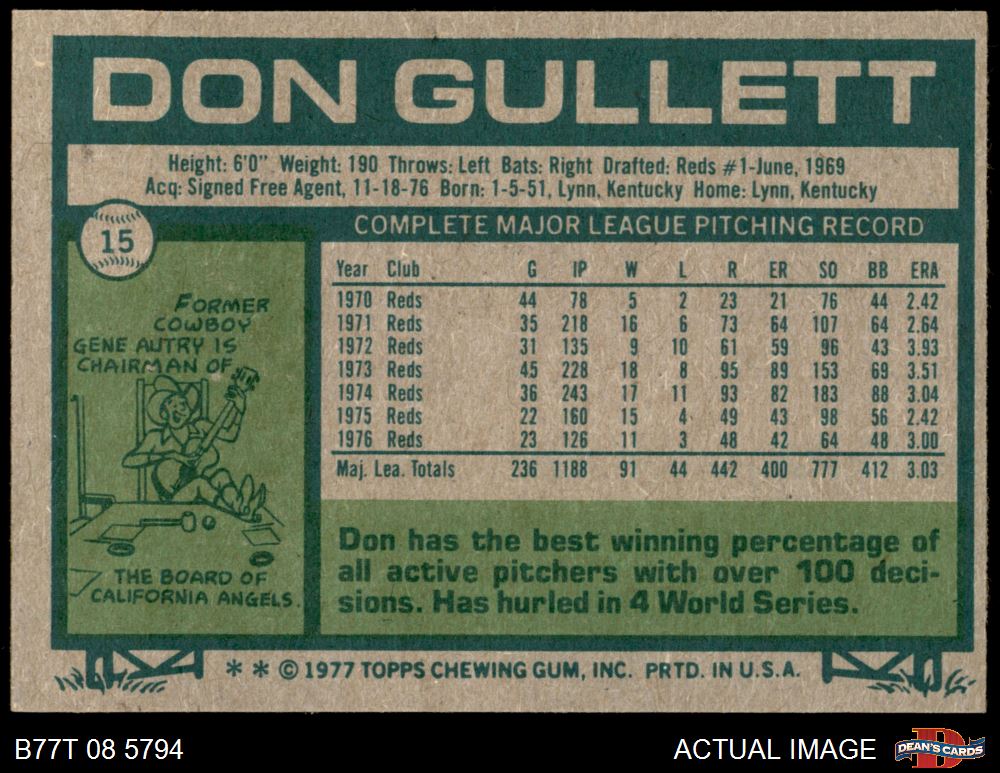 DON GULLETT
Height: 6'0" Weight: 190 Throws: Left Bats: Right Drafted: Reds #1-June, 1969
Acq: Signed Free Agent, 11-18-76 Born: 1-5-51, Lynn, Kentucky Home: Lynn, Kentucky
15
COMPLETE MAJOR LEAGUE PITCHING RECORD
Year Club G IP W L R ER SO BB ERA
1970 Reds 44 78 5 2 23 21 76 44 2.42
1971 Reds 35 218 16 6 73 64 107 64 2.64
1972 Reds 31 135 9 10 61 59 96 43 3.93
1973 Reds 45 228 18 8 95 89 153 69 3.51
1974 Reds 36 243 17 11 93 82 183 88 3.04
1975 Reds 22 160 15 4 49 43 98 56 2.42
1976 Reds 23 126 11 3 48 42 64 48 3.00
Maj. Lea. Totals 236 1188 91 44 442 400 777 412 3.03
FORMER
COWBOY
GENE AUTRY IS
CHAIRMAN OF
THE BOARD OF
CALIFORNIA ANGELS.
Don has the best winning percentage of
all active pitchers with over 100 deci-
sions. Has hurled in 4 World Series.
** © 1977 TOPPS CHEWING GUM, INC. PRTD. IN U.S.A.
B77T 08 5794
ACTUAL IMAGE
D
DEAN'S CARDS